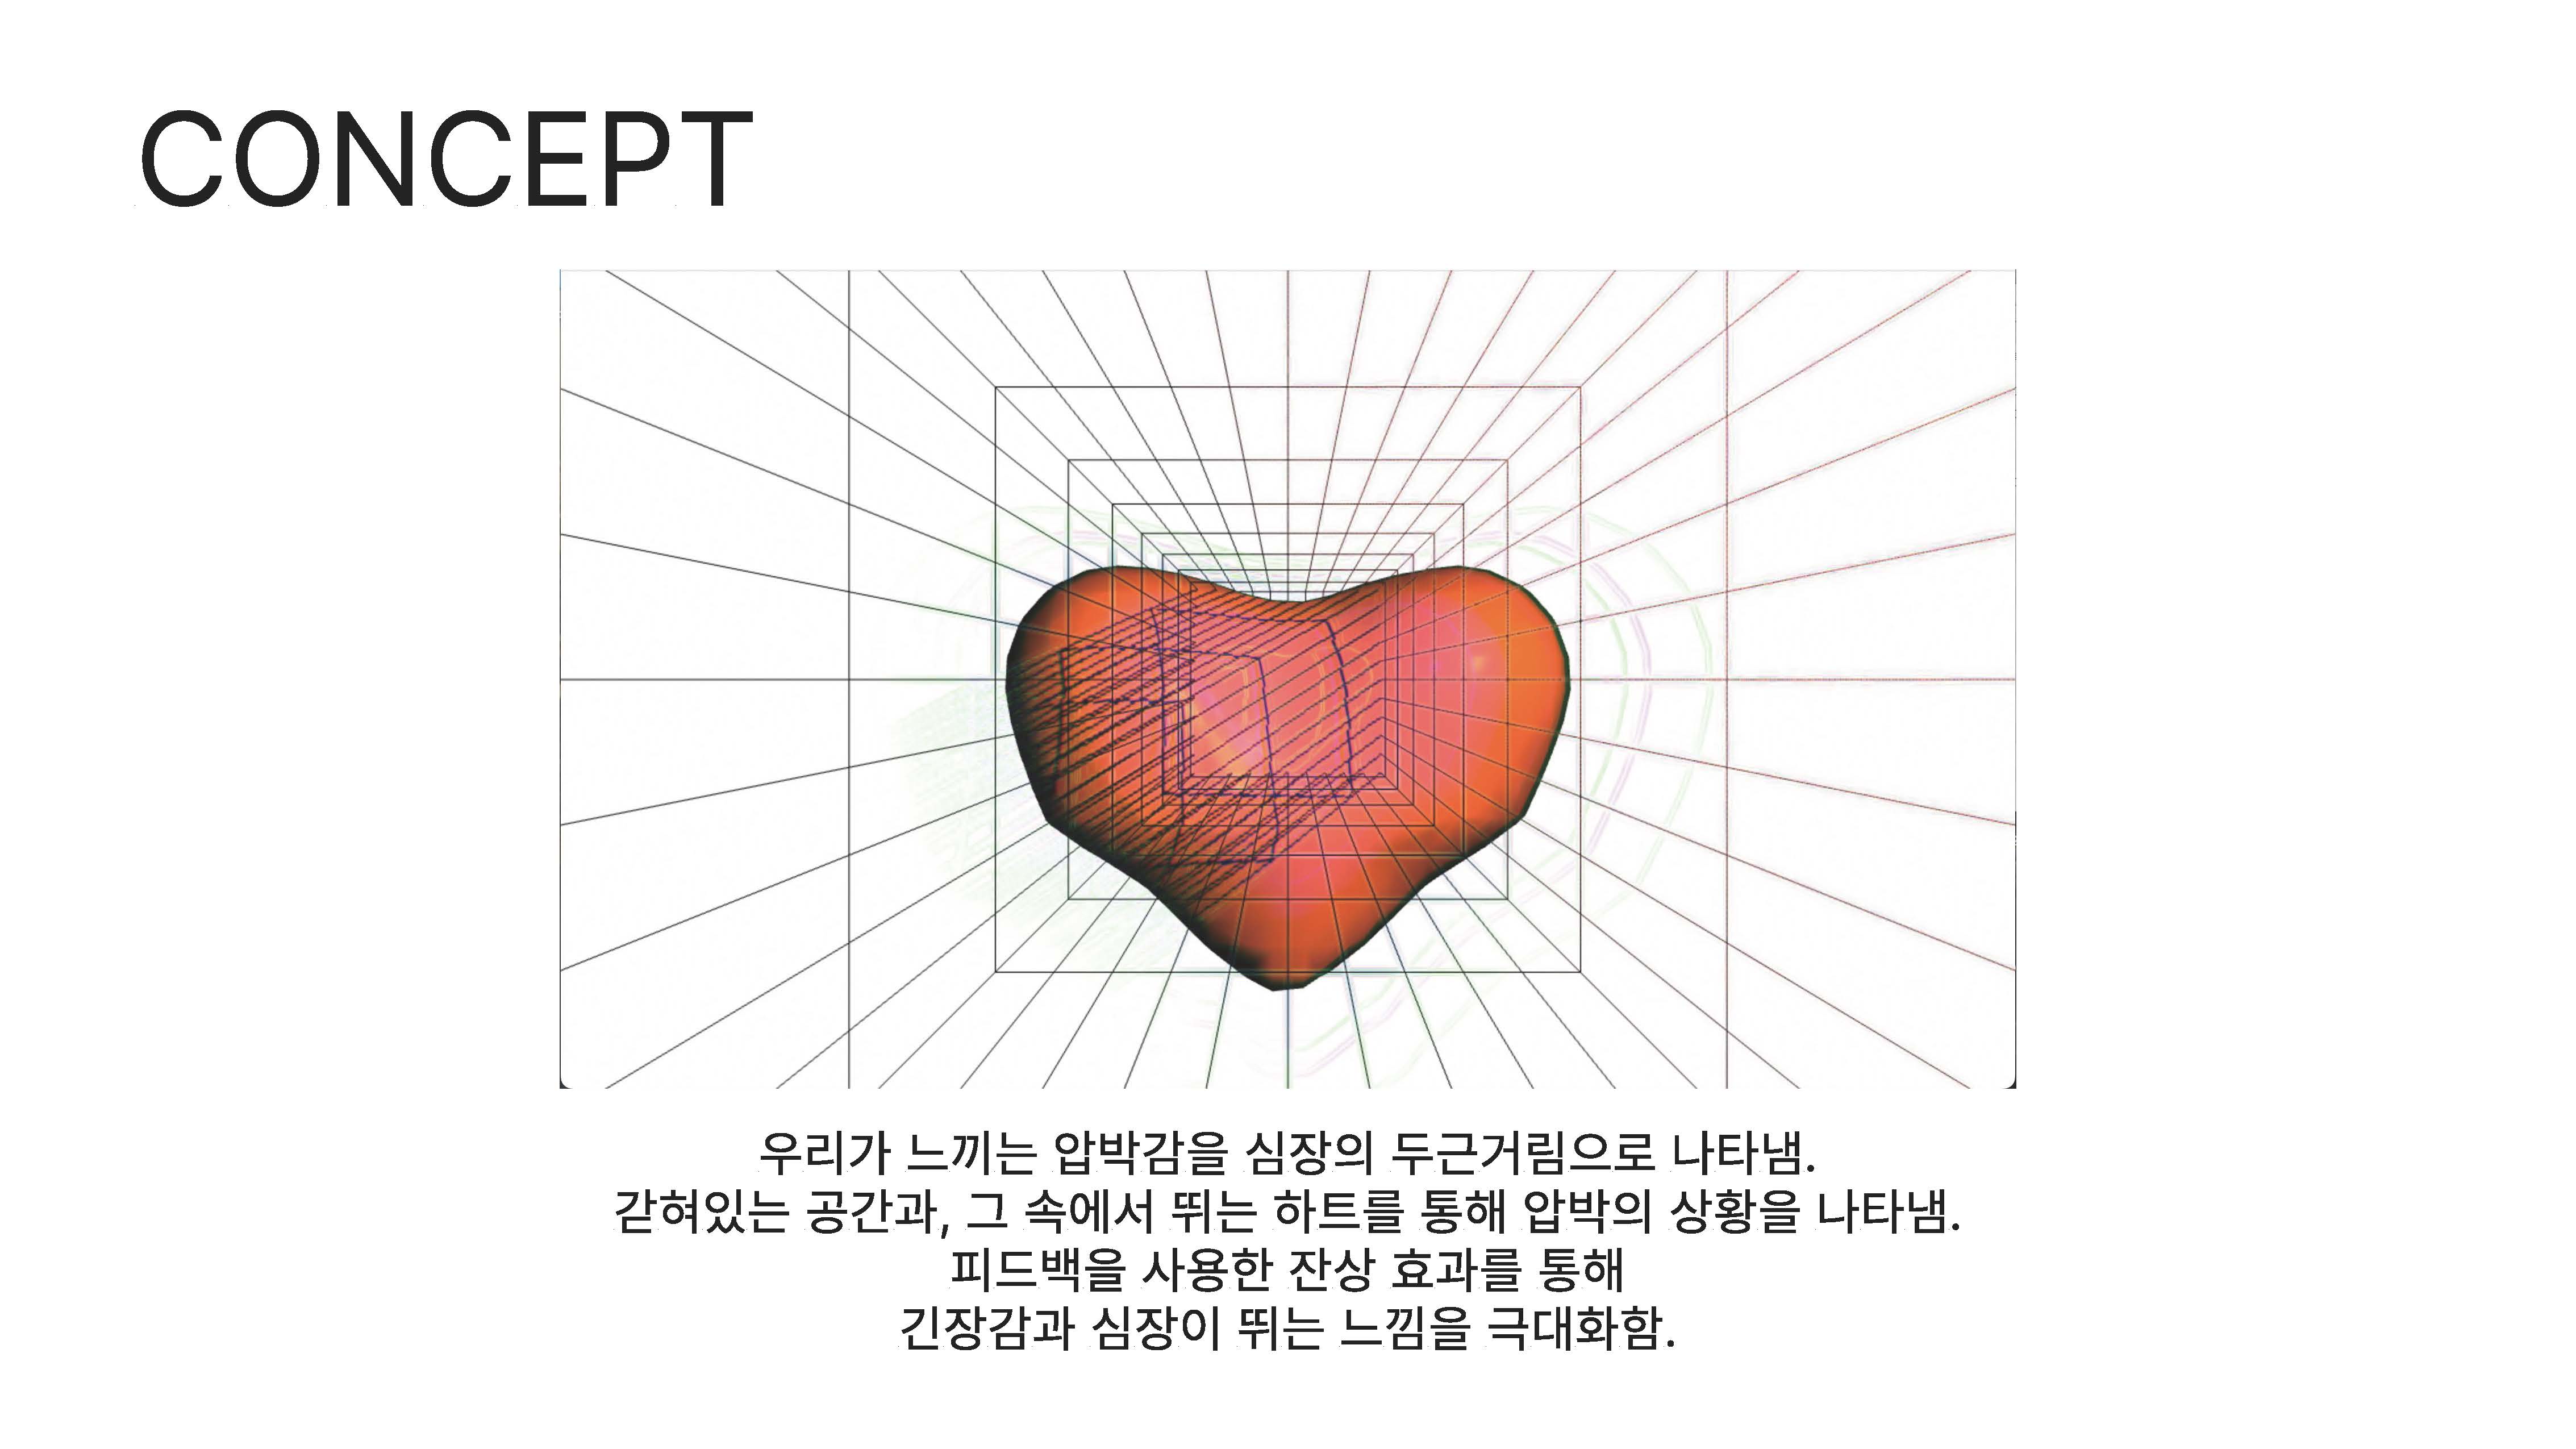 CONCEPT
우리가 느끼는 압박감을 심장의 두근거림으로 나타냄.
갇혀있는 공간과, 그 속에서 뛰는 하트를 통해 압박의 상황을 나타냄.
피드백을 사용한 잔상 효과를 통해
긴장감과 심장이 뛰는 느낌을 극대화함.